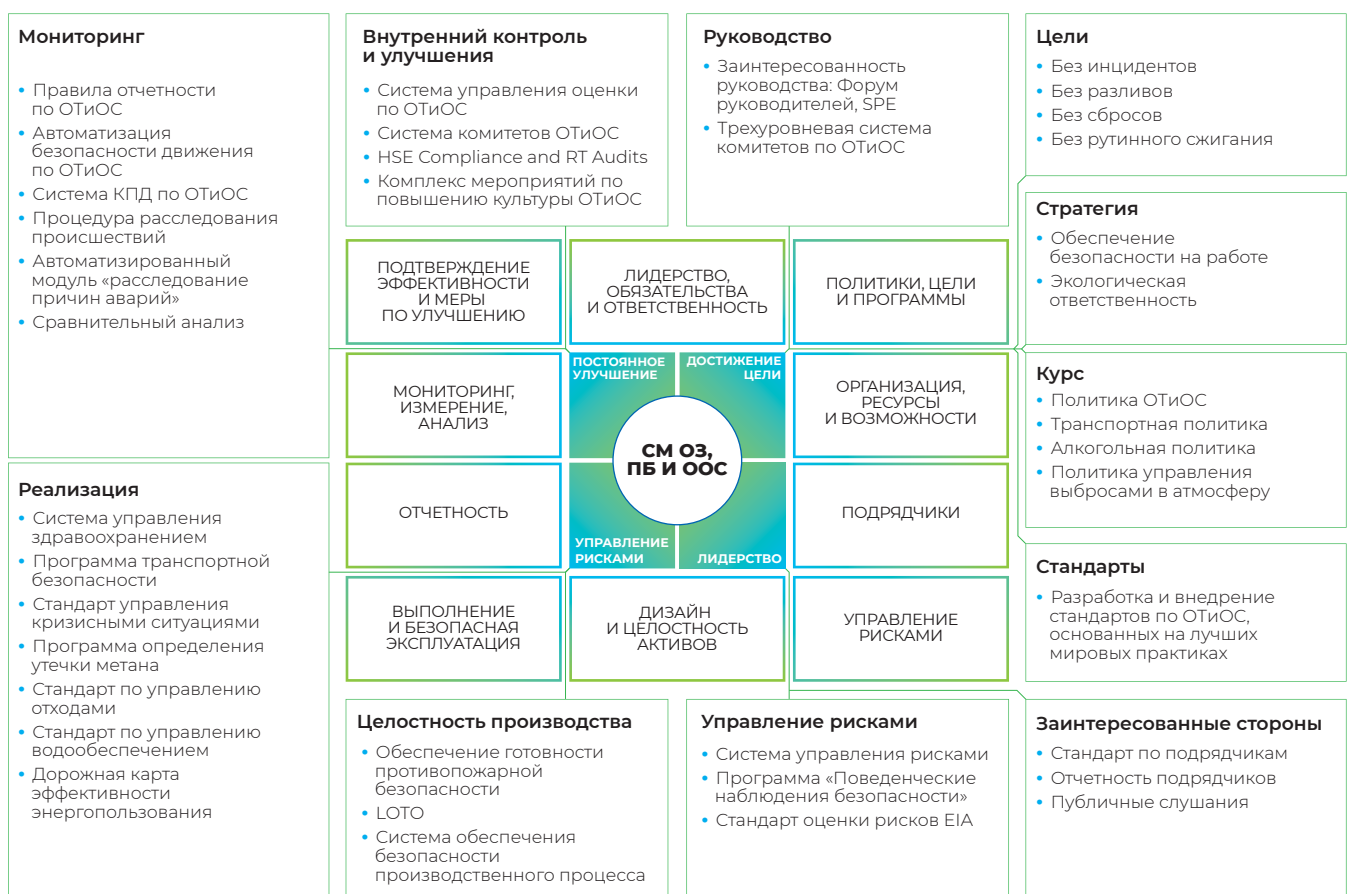 Мониторинг
• Правила отчетности
по ОТиОС
• Автоматизация
безопасности движения
по ОТиОС
• Система КПД по ОТиОС
• Процедура расследования
происшествий
• Автоматизированный
модуль «расследование
причин аварий»
• Сравнительный анализ
Внутренний контроль
и улучшения
• Система управления оценки
по ОТиОС
• Система комитетов ОТиОС
• HSE Compliance and RT Audits
• Комплекс мероприятий по
повышению культуры ОТиОС
Руководство
• Заинтересованность
руководства: Форум
руководителей, SPE
• Трехуровневая система
комитетов по ОТиОС
Цели
• Без инцидентов
• Без разливов
• Без сбросов
• Без рутинного сжигания
Стратегия
• Обеспечение
безопасности на работе
• Экологическая
ответственность
ПОДТВЕРЖДЕНИЕ
ЭФФЕКТИВНОСТИ
И МЕРЫ
ПО УЛУЧШЕНИЮ
ЛИДЕРСТВО,
ОБЯЗАТЕЛЬСТВА
И ОТВЕТСТВЕННОСТЬ
ПОЛИТИКИ, ЦЕЛИ
И ПРОГРАММЫ
МОНИТОРИНГ,
ИЗМЕРЕНИЕ,
АНАЛИЗ
ПОСТОЯННОЕ
УЛУЧШЕНИЕ
ДОСТИЖЕНИЕ
ЦЕЛИ
СМ ОЗ,
ПБ И ООС
УПРАВЛЕНИЕ
РИСКАМИ
ЛИДЕРСТВО
ОРГАНИЗАЦИЯ,
РЕСУРСЫ
И ВОЗМОЖНОСТИ
Курс
• Политика ОТиОС
• Транспортная политика
• Алкогольная политика
• Политика управления
выбросами в атмосферу
Реализация
• Система управления
здравоохранением
• Программа транспортной
безопасности
• Стандарт управления
кризисными ситуациями
• Программа определения
утечки метана
• Стандарт по управлению
отходами
• Стандарт по управлению
водообеспечением
• Дорожная карта
эффективности
энергопользования
ОТЧЕТНОСТЬ
ПОДРЯДЧИКИ
ВЫПОЛНЕНИЕ
И БЕЗОПАСНАЯ
ЭКСПЛУАТАЦИЯ
ДИЗАЙН
И ЦЕЛОСТНОСТЬ
АКТИВОВ
УПРАВЛЕНИЕ
РИСКАМИ
Стандарты
• Разработка и внедрение
стандартов по ОТиОС,
основанных на лучших
мировых практиках
Целостность производства
• Обеспечение готовности
противопожарной
безопасности
• LOTO
• Система обеспечения
безопасности
производственного процесса
Управление рисками
• Система управления рисками
• Программа «Поведенческие
наблюдения безопасности»
• Стандарт оценки рисков EIA
Заинтересованные стороны
• Стандарт по подрядчикам
• Отчетность подрядчиков
• Публичные слушания